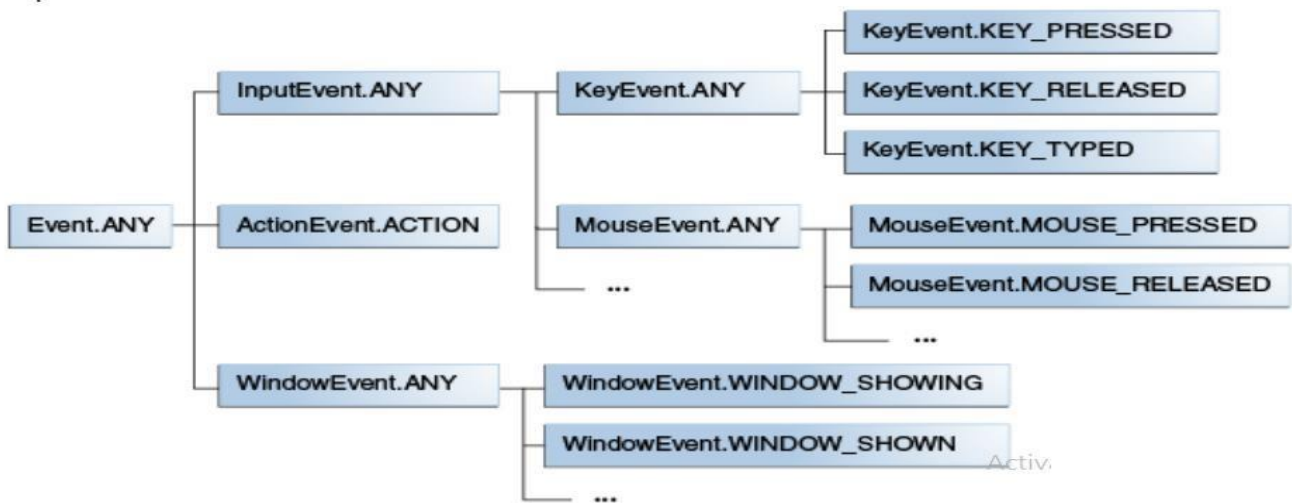 KeyEvent.KEY_PRESSED
InputEvent.ANY
KeyEvent.ANY
KeyEvent.KEY_RELEASED
KeyEvent.KEY_TYPED
Event.ANY
ActionEvent.ACTION
MouseEvent.ANY
MouseEvent.MOUSE_PRESSED
...
MouseEvent.MOUSE_RELEASED
...
WindowEvent.ANY
WindowEvent.WINDOW_SHOWING
WindowEvent.WINDOW_SHOWN
Activ
...